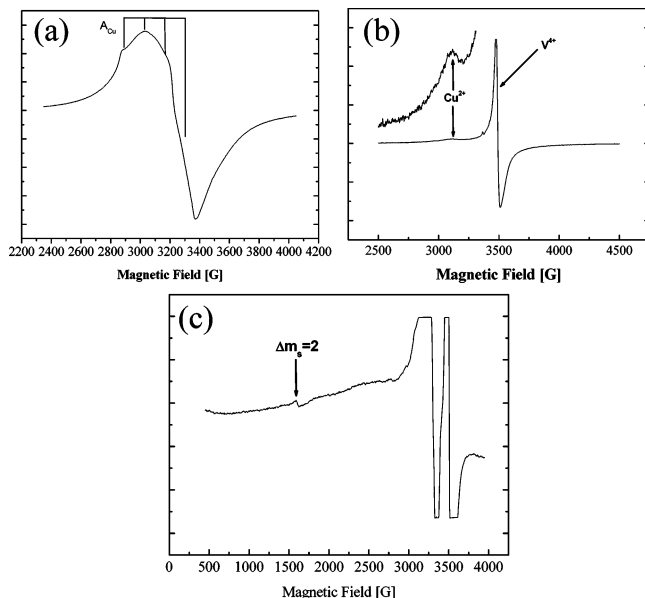 (a)
A_Cu
2200 2400 2600 2800 3000 3200 3400 3600 3800 4000 4200
Magnetic Field [G]
(b)
V⁴⁺
Cu²⁺
2500 3000 3500 4000 4500
Magnetic Field [G]
(c)
Δm_s=2
0 500 1000 1500 2000 2500 3000 3500 4000
Magnetic Field [G]